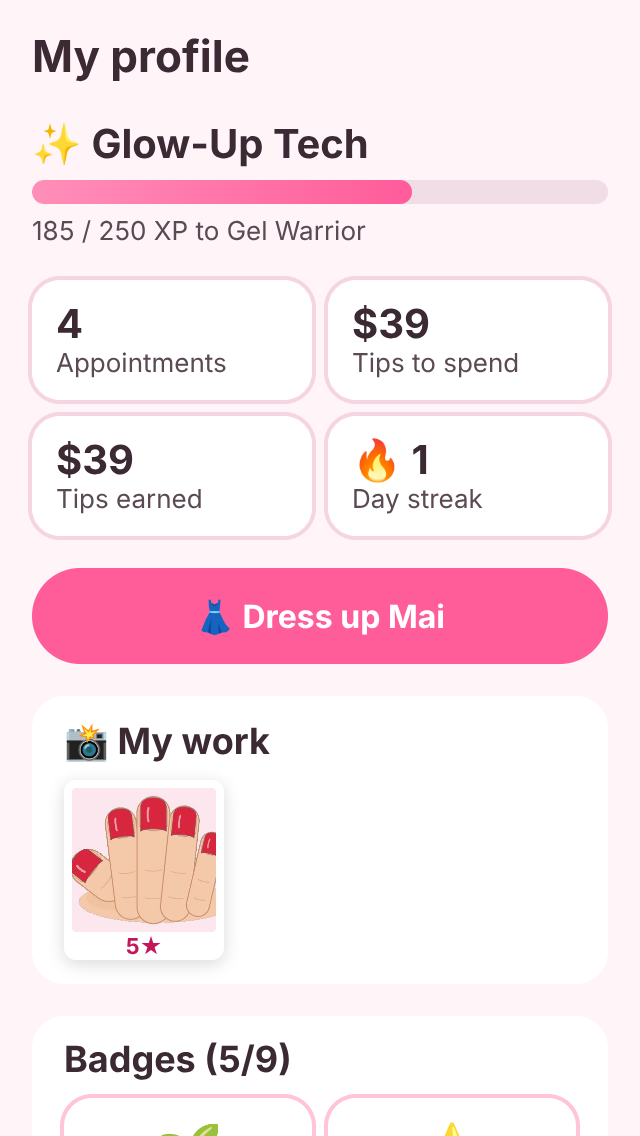 My profile
✨ Glow-Up Tech
185 / 250 XP to Gel Warrior
4
Appointments
$39
Tips to spend
$39
Tips earned
🔥 1
Day streak
👗 Dress up Mai
📸 My work
5★
Badges (5/9)